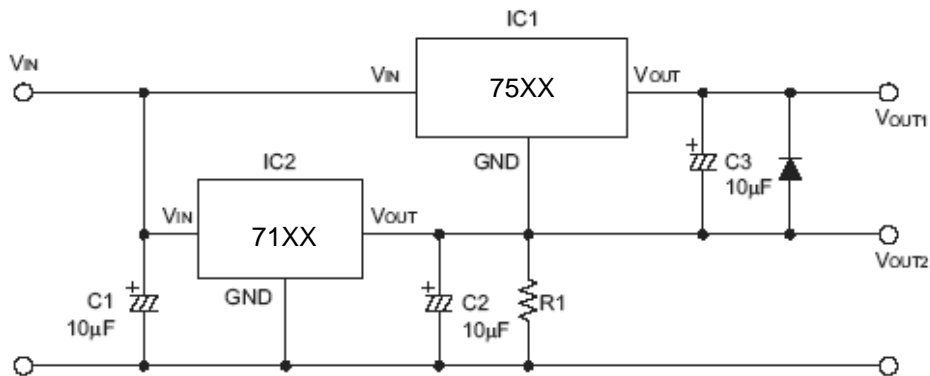 IC1
VIN
VIN
75XX
VOUT
VOUT1
GND
C3
10µF
IC2
VIN
71XX
VOUT
VOUT2
GND
C1
10µF
C2
10µF
R1
+
+
+